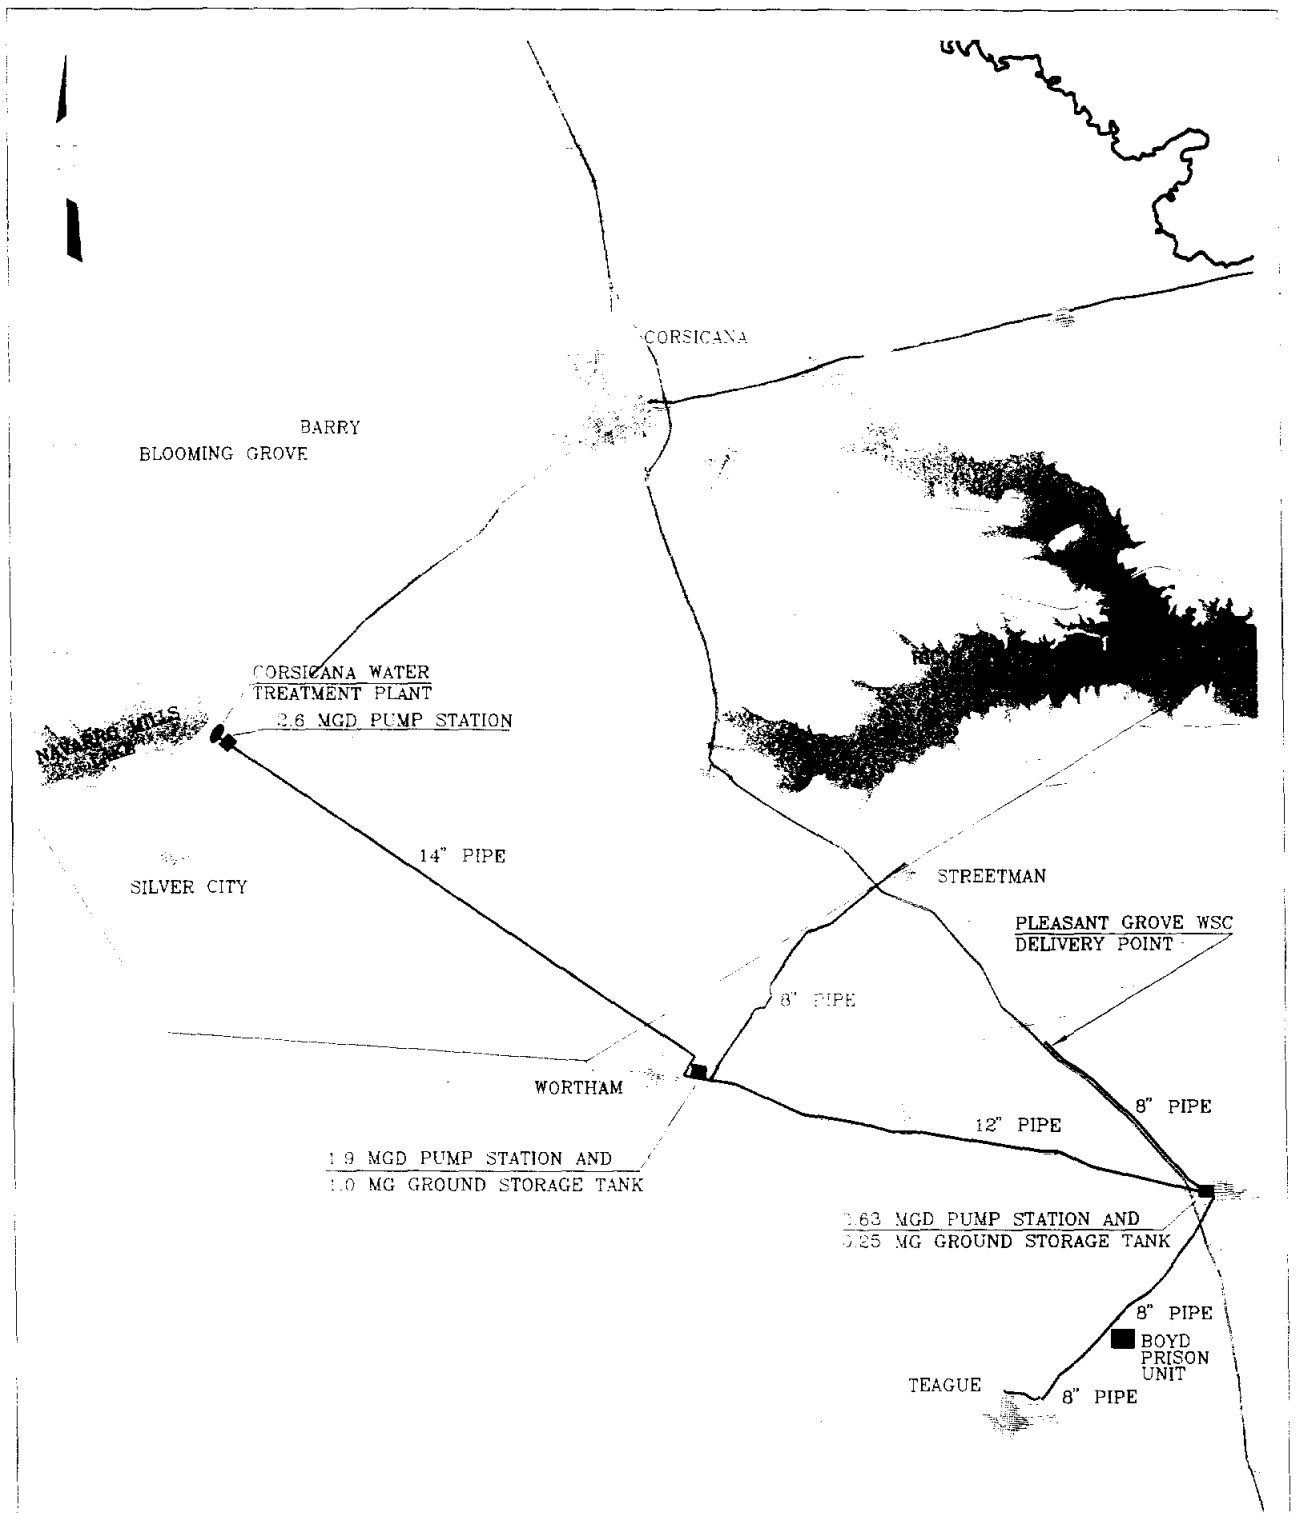 CORSICANA
BARRY
BLOOMING GROVE
CORSICANA WATER
TREATMENT PLANT
2.6 MGD PUMP STATION
NAVARRO MILLS
LAKE
14" PIPE
SILVER CITY
STREETMAN
PLEASANT GROVE WSC
DELIVERY POINT
8" PIPE
WORTHAM
8" PIPE
12" PIPE
1.9 MGD PUMP STATION AND
1.0 MG GROUND STORAGE TANK
.63 MGD PUMP STATION AND
.25 MG GROUND STORAGE TANK
8" PIPE
BOYD
PRISON
UNIT
TEAGUE
8" PIPE